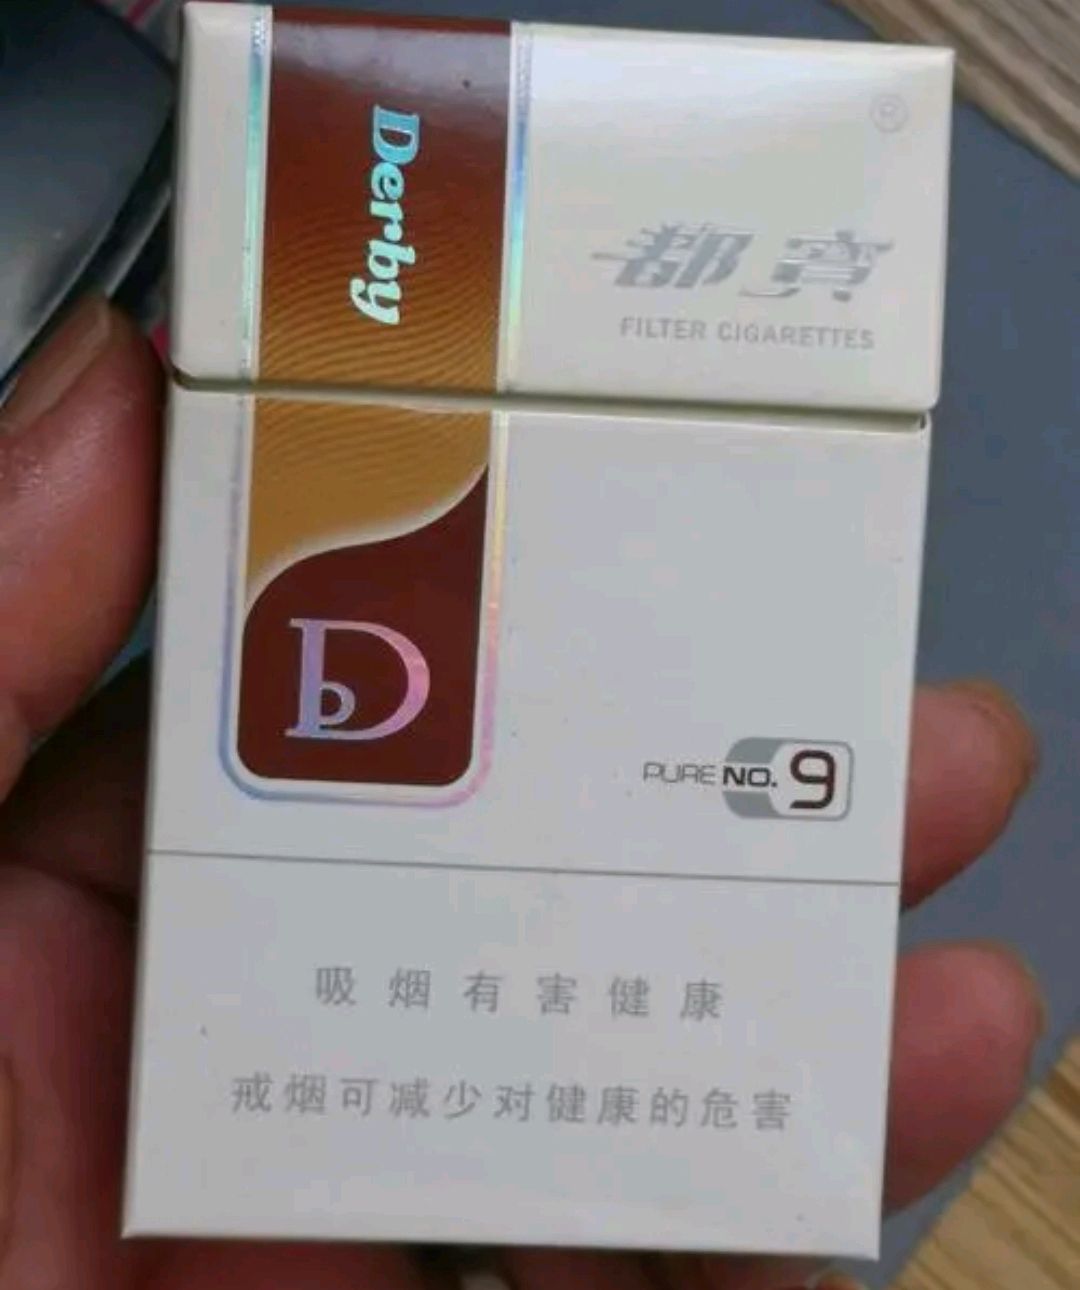 Derby
®
都寶
FILTER CIGARETTES
D
b
PURE NO. 9
吸烟有害健康
戒烟可减少对健康的危害